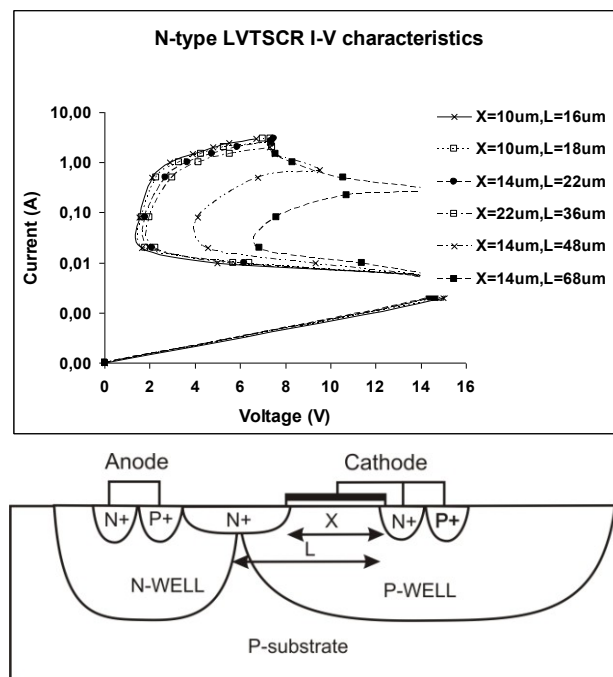 N-type LVTSCR I-V characteristics
10,00
1,00
0,10
0,01
0,00
0,00
Current (A)
0 2 4 6 8 10 12 14 16
Voltage (V)
X=10um,L=16um
X=10um,L=18um
X=14um,L=22um
X=22um,L=36um
X=14um,L=48um
X=14um,L=68um
Anode Cathode
N+ P+ N+ X N+ P+
L
N-WELL P-WELL
P-substrate